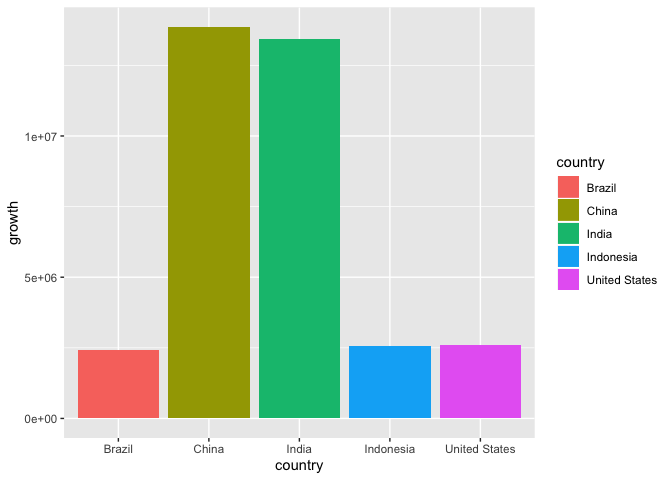 growth
1e+07
5e+06
0e+00
Brazil
China
India
Indonesia
United States
country
country
Brazil
China
India
Indonesia
United States